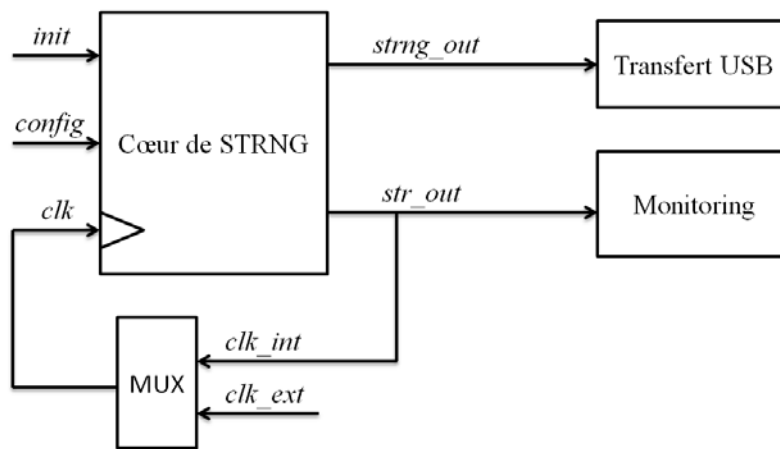 init
strng_out
Transfert USB
config
Cœur de STRNG
clk
str_out
Monitoring
MUX
clk_int
clk_ext